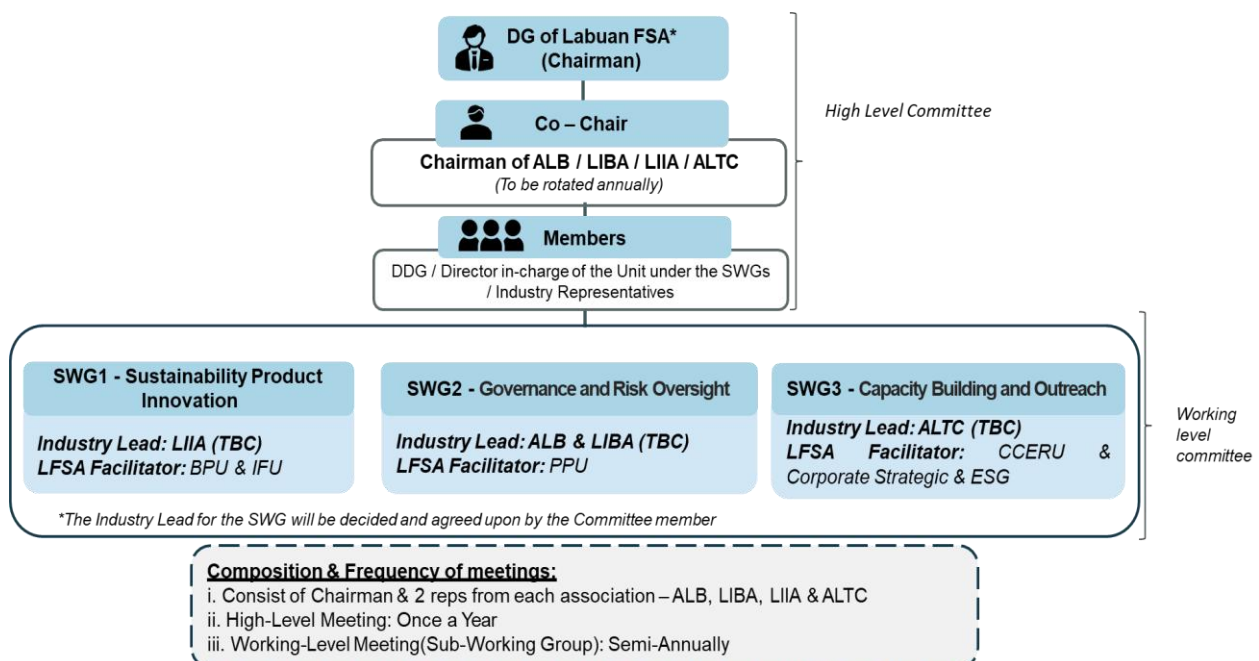 DG of Labuan FSA*
(Chairman)
High Level Committee
Co – Chair
Chairman of ALB / LIBA / LIIA / ALTC
(To be rotated annually)
Members
DDG / Director in-charge of the Unit under the SWGs
/ Industry Representatives
SWG1 - Sustainability Product
Innovation
Industry Lead: LIIA (TBC)
LFSA Facilitator: BPU & IFU
SWG2 - Governance and Risk Oversight
Industry Lead: ALB & LIBA (TBC)
LFSA Facilitator: PPU
SWG3 - Capacity Building and Outreach
Industry Lead: ALTC (TBC)
LFSA Facilitator: CCERU &
Corporate Strategic & ESG
Working
level
committee
*The Industry Lead for the SWG will be decided and agreed upon by the Committee member
Composition & Frequency of meetings:
i. Consist of Chairman & 2 reps from each association – ALB, LIBA, LIIA & ALTC
ii. High-Level Meeting: Once a Year
iii. Working-Level Meeting(Sub-Working Group): Semi-Annually